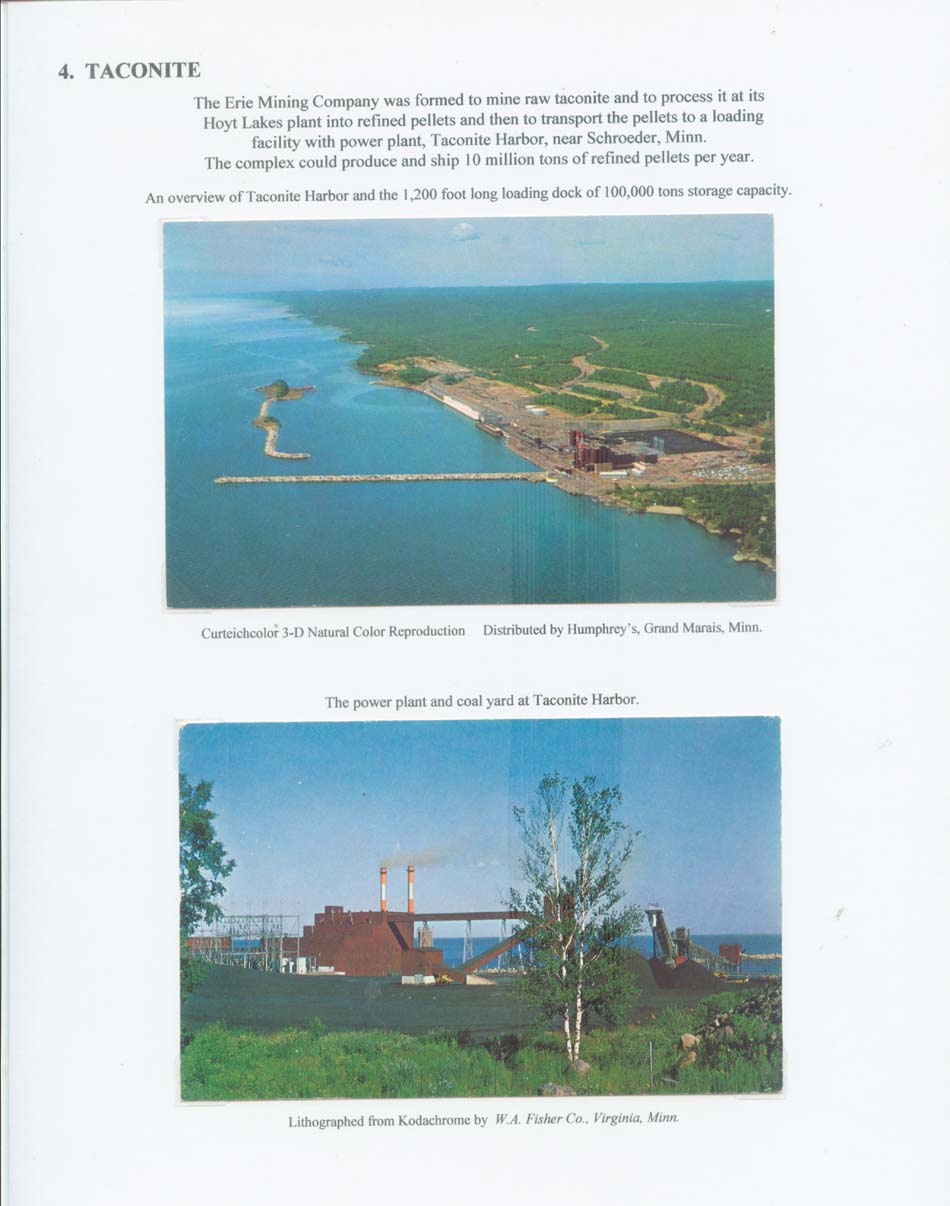 4. TACONITE
The Erie Mining Company was formed to mine raw taconite and to process it at its
Hoyt Lakes plant into refined pellets and then to transport the pellets to a loading
facility with power plant, Taconite Harbor, near Schroeder, Minn.
The complex could produce and ship 10 million tons of refined pellets per year.
An overview of Taconite Harbor and the 1,200 foot long loading dock of 100,000 tons storage capacity.
Curteichcolor® 3-D Natural Color Reproduction Distributed by Humphrey's, Grand Marais, Minn.
The power plant and coal yard at Taconite Harbor.
Lithographed from Kodachrome by W.A. Fisher Co., Virginia, Minn.